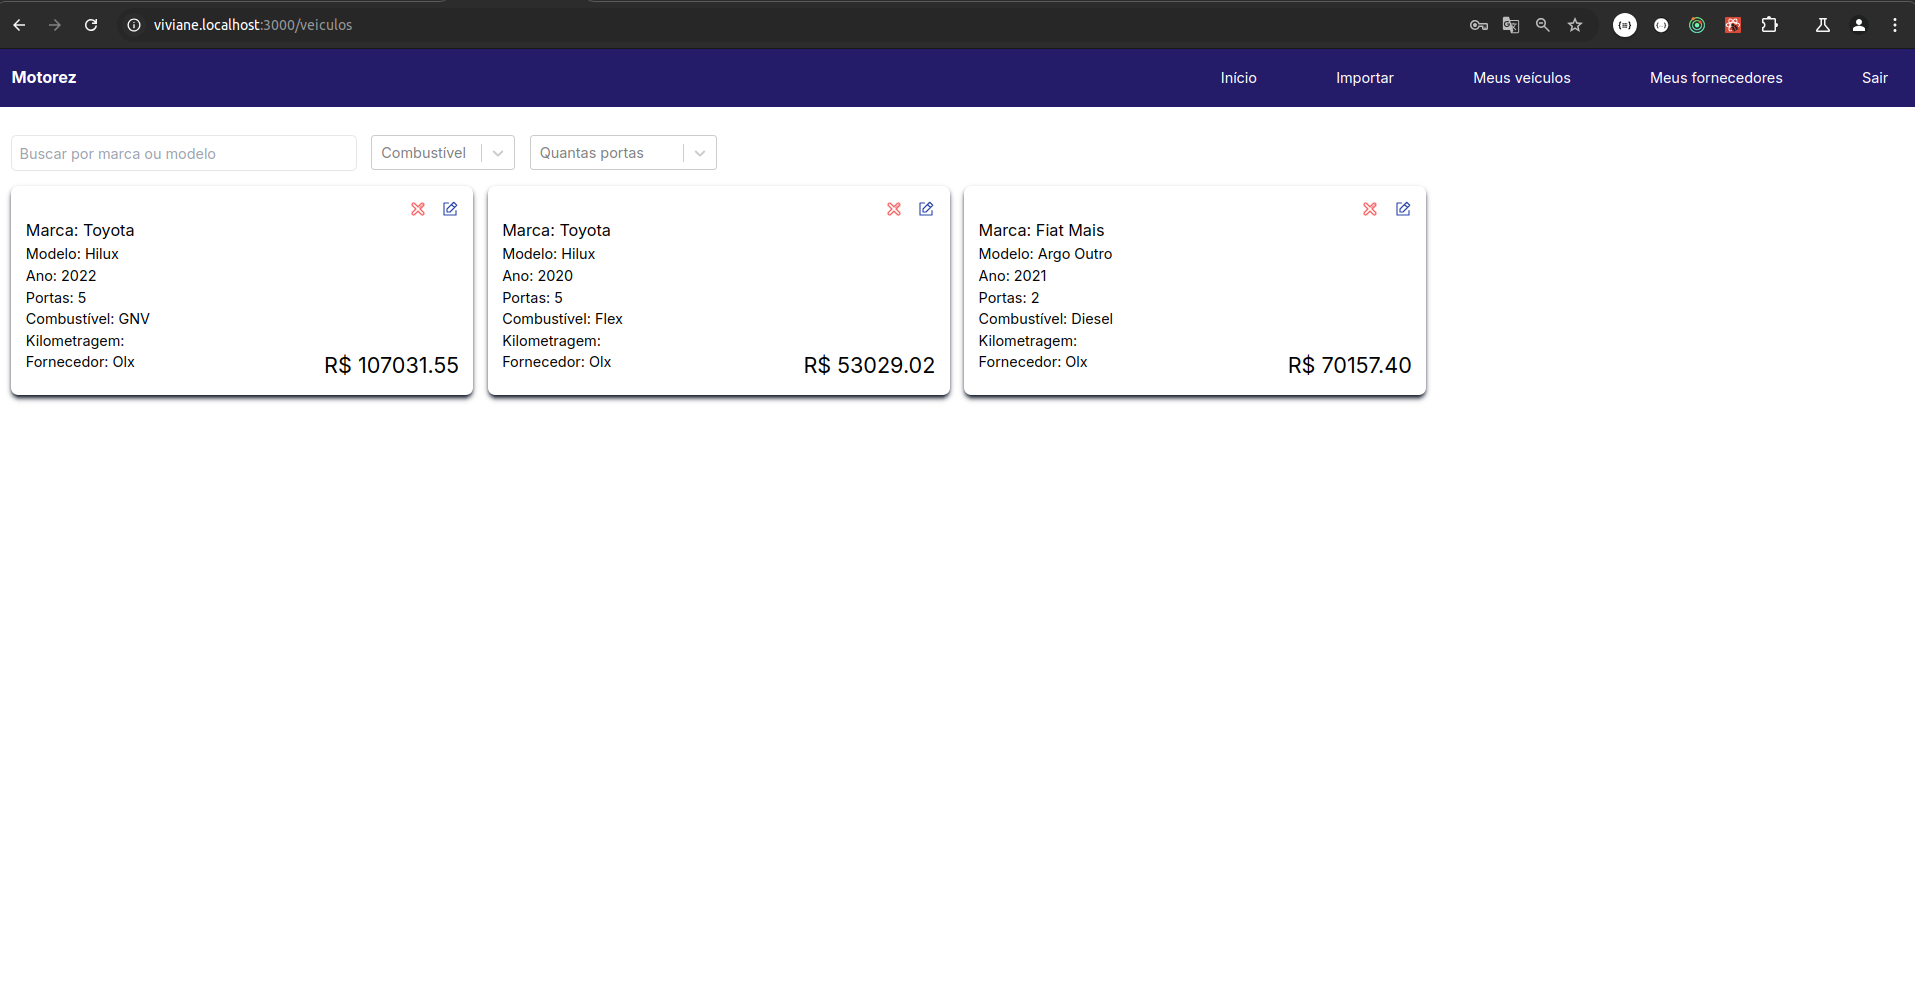 viviane.localhost:3000/veiculos
Motorez
Início
Importar
Meus veículos
Meus fornecedores
Sair
Buscar por marca ou modelo
Combustível
Quantas portas
Marca: Toyota
Modelo: Hilux
Ano: 2022
Portas: 5
Combustível: GNV
Kilometragem:
Fornecedor: Olx
R$ 107031.55
Marca: Toyota
Modelo: Hilux
Ano: 2020
Portas: 5
Combustível: Flex
Kilometragem:
Fornecedor: Olx
R$ 53029.02
Marca: Fiat Mais
Modelo: Argo Outro
Ano: 2021
Portas: 2
Combustível: Diesel
Kilometragem:
Fornecedor: Olx
R$ 70157.40